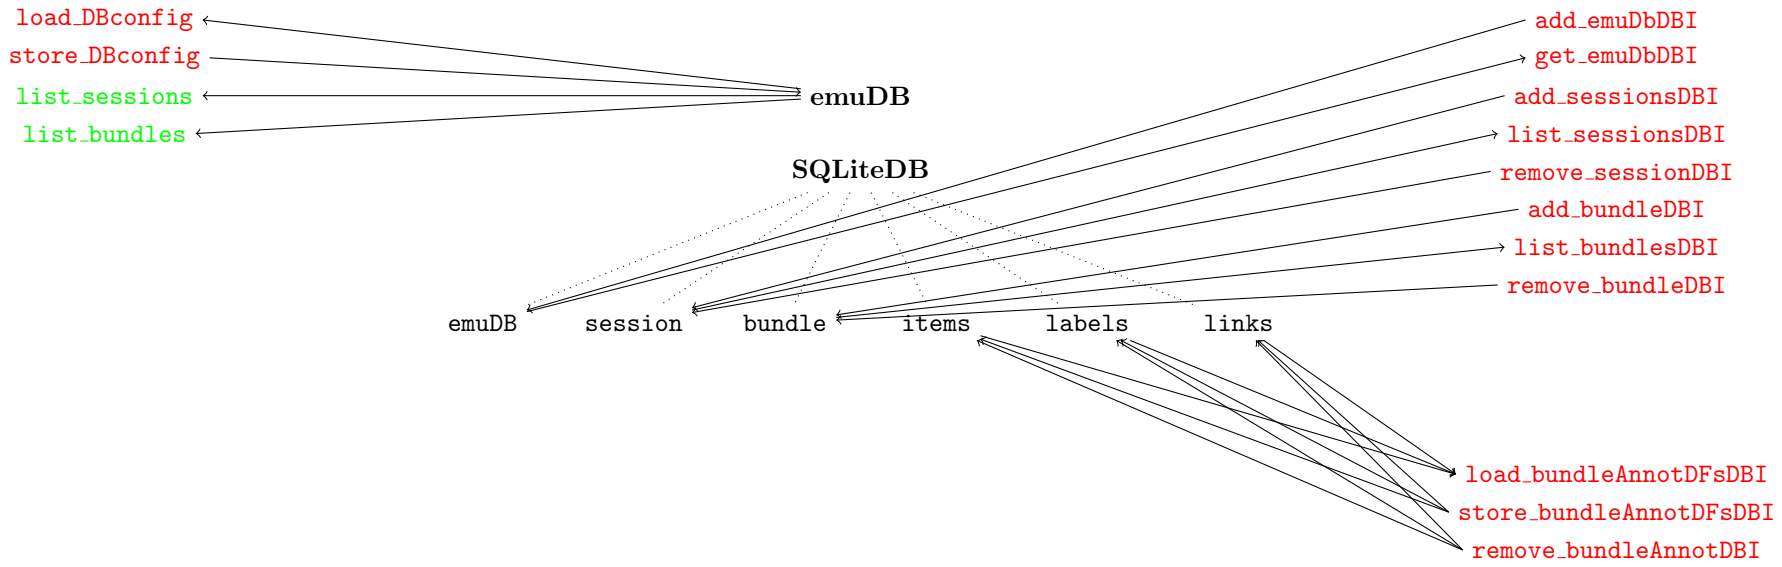 load_DBconfig
store_DBconfig
list_sessions
list_bundles
emuDB
SQLiteDB
emuDB session bundle items labels links
add_emuDbDBI
get_emuDbDBI
add_sessionsDBI
list_sessionsDBI
remove_sessionDBI
add_bundleDBI
list_bundlesDBI
remove_bundleDBI
load_bundleAnnotDFsDBI
store_bundleAnnotDFsDBI
remove_bundleAnnotDBI